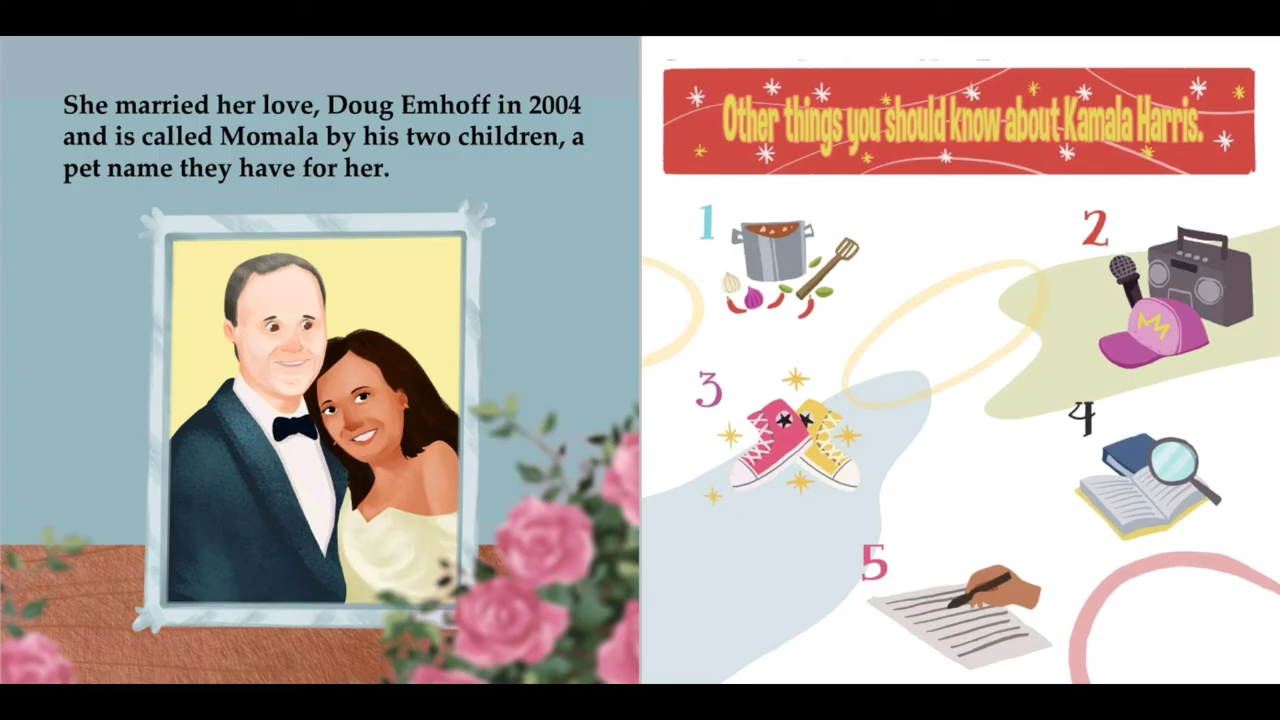 She married her love, Doug Emhoff in 2004
and is called Momala by his two children, a
pet name they have for her.
Other things you should know about Kamala Harris.
1
2
3
4
5